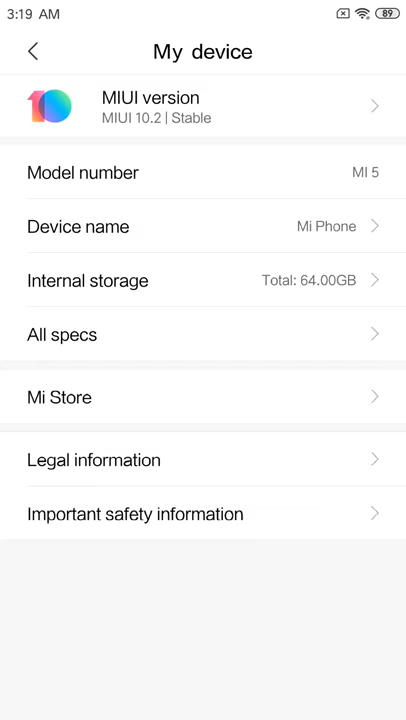 3:19 AM
89
My device
10
MIUI version
MIUI 10.2 | Stable
Model number
MI 5
Device name
Mi Phone
Internal storage
Total: 64.00GB
All specs
Mi Store
Legal information
Important safety information